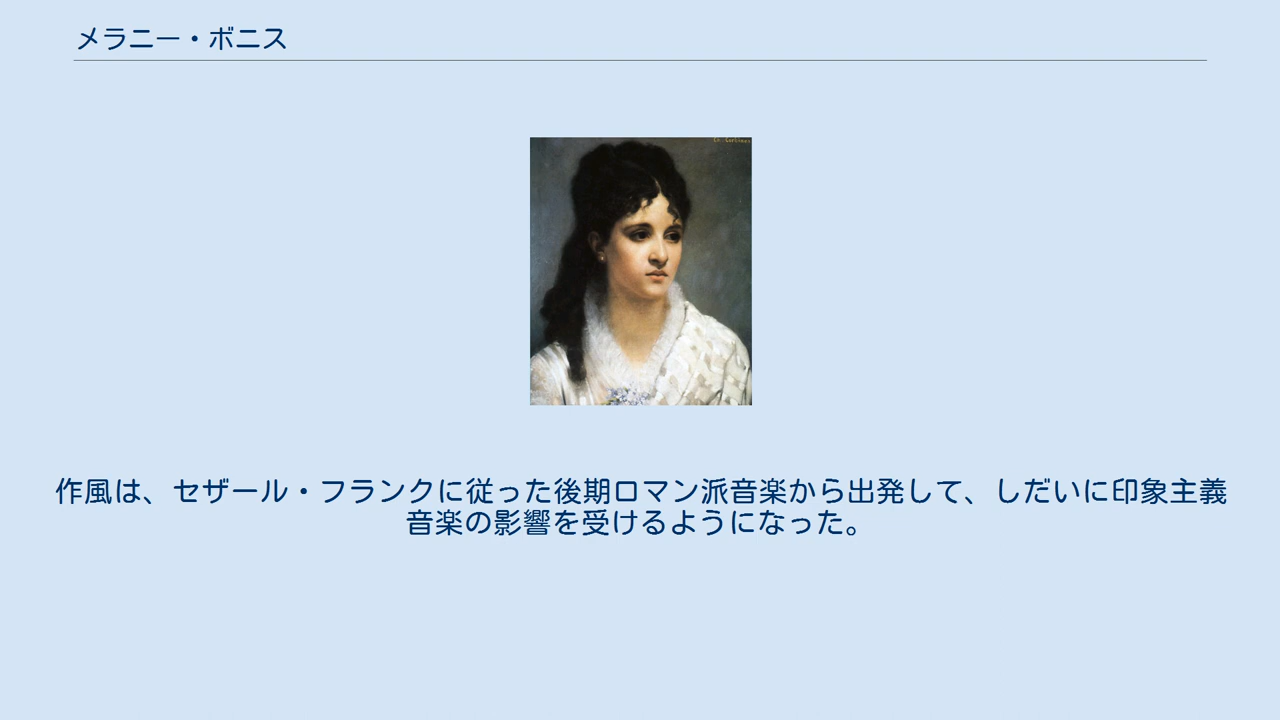 メラニー・ボニス
作風は、セザール・フランクに従った後期ロマン派音楽から出発して、しだいに印象主義
音楽の影響を受けるようになった。